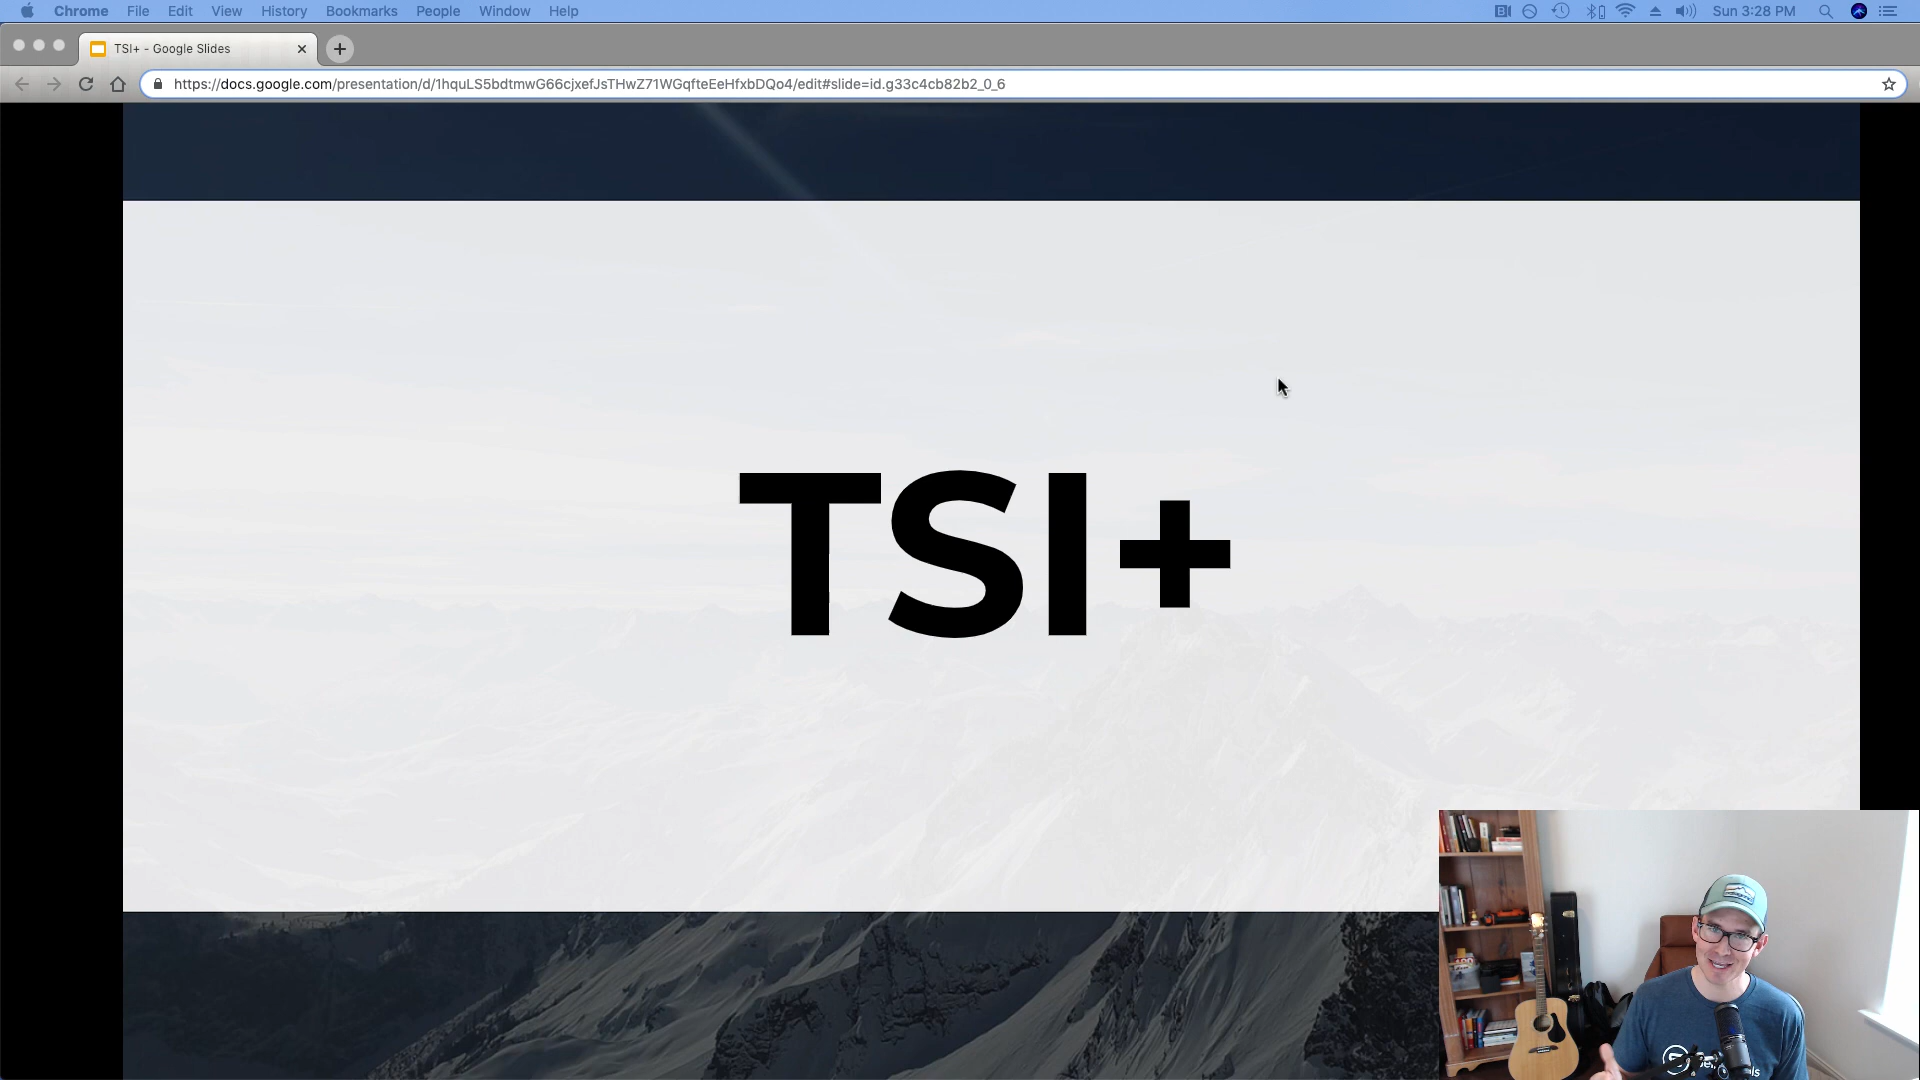 Chrome File Edit View History Bookmarks People Window Help Sun 3:28 PM
TSI+ - Google Slides
https://docs.google.com/presentation/d/1hquLS5bdtmwG66cjxefJsTHwZ71WGqfteEeHfxbDQo4/edit#slide=id.g33c4cb82b2_0_6
TSI+